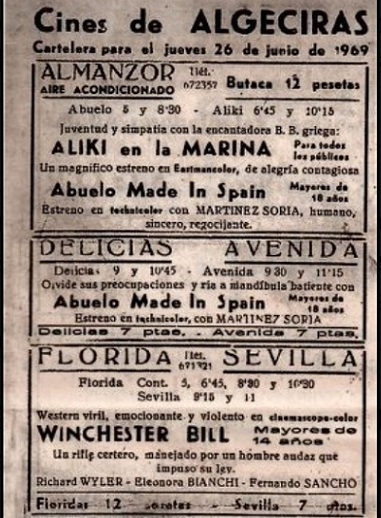 Cines de ALGECIRAS
Cartelera para el jueves 26 de junio de 1969
ALMANZOR Tlét. 672357 Butaca 12 pesetas
AIRE ACONDICIONADO
Abuelo 5 y 8'30 - Aliki 6'45 y 10'15
Juventud y simpatía con la encantadora B. B. griega:
ALIKI en la MARINA Para todos los públicos
Un magnífico estreno en Eastmancolor, de alegría contagiosa
Abuelo Made In Spain Mayores de 18 años
Estreno en technicolor con MARTINEZ SORIA, humano,
sincero, regocijante.
DELICIAS AVENIDA
Delicias 9 y 10'45 - Avenida 9 30 y 11'15
Olvide sus preocupaciones y ría a mandíbula batiente con
Abuelo Made In Spain Mayores de 18 años
Estreno en technicolor, con MARTINEZ SORIA
Delicias 7 ptas. - Avenida 7 ptas.
FLORIDA Tlét. SEVILLA
Florida Cont. 5, 6'45, 8'30 y 10'30
Sevilla 9'15 y 11
Western viril, emocionante y violento en cinemascope-color
WINCHESTER BILL Mayores de 14 años
Un rifle certero, manejado por un hombre audaz que
impuso su ley.
Richard WYLER - Eleonora BIANCHI - Fernando SANCHO
Florida: 12 pesetas - Sevilla 7 ptas.